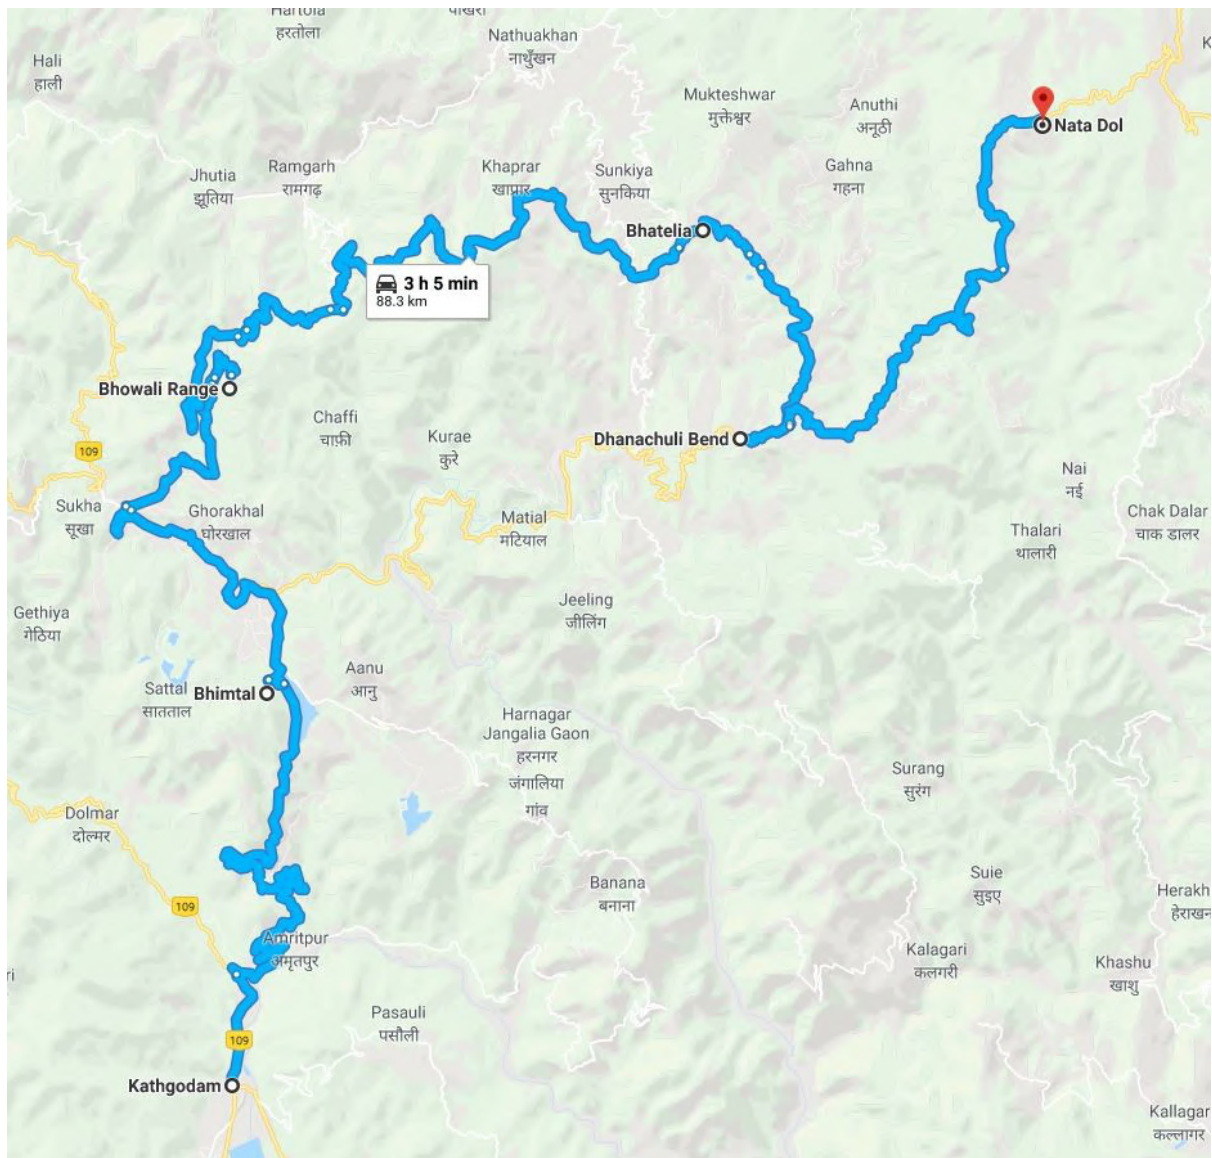 हरतोला
Nathuakhan
नाथुँखन
Hali
हाली
Mukteshwar
मुक्तेश्वर
Anuthi
अनूठी
Nata Dol
Jhutia
झूतिया
Ramgarh
रामगढ़
Khaprar
खाप्रार
Sunkiya
सुनकिया
Gahna
गहना
Bhatelia
3 h 5 min
88.3 km
Bhowali Range
Chaffi
चाफ़ी
Kurae
कुरे
Dhanachuli Bend
109
Nai
नई
Sukha
सूखा
Ghorakhal
घोरखाल
Matial
मटियाल
Thalari
थालारी
Chak Dalar
चाक डालर
Gethiya
गेठिया
Jeeling
जीलिंग
Aanu
आनु
Sattal
सातताल
Bhimtal
Harnagar
Jangalia Gaon
हरनगर
जंगालिया
गांव
Surang
सुरंग
Dolmar
दोल्मर
Banana
बनाना
Suie
सुइए
Herakh
हेराखन
109
Amritpur
अमृतपुर
Kalagari
कलगरी
Khashu
खाशु
Pasauli
पसौली
109
Kathgodam
Kallagar
कल्लागर